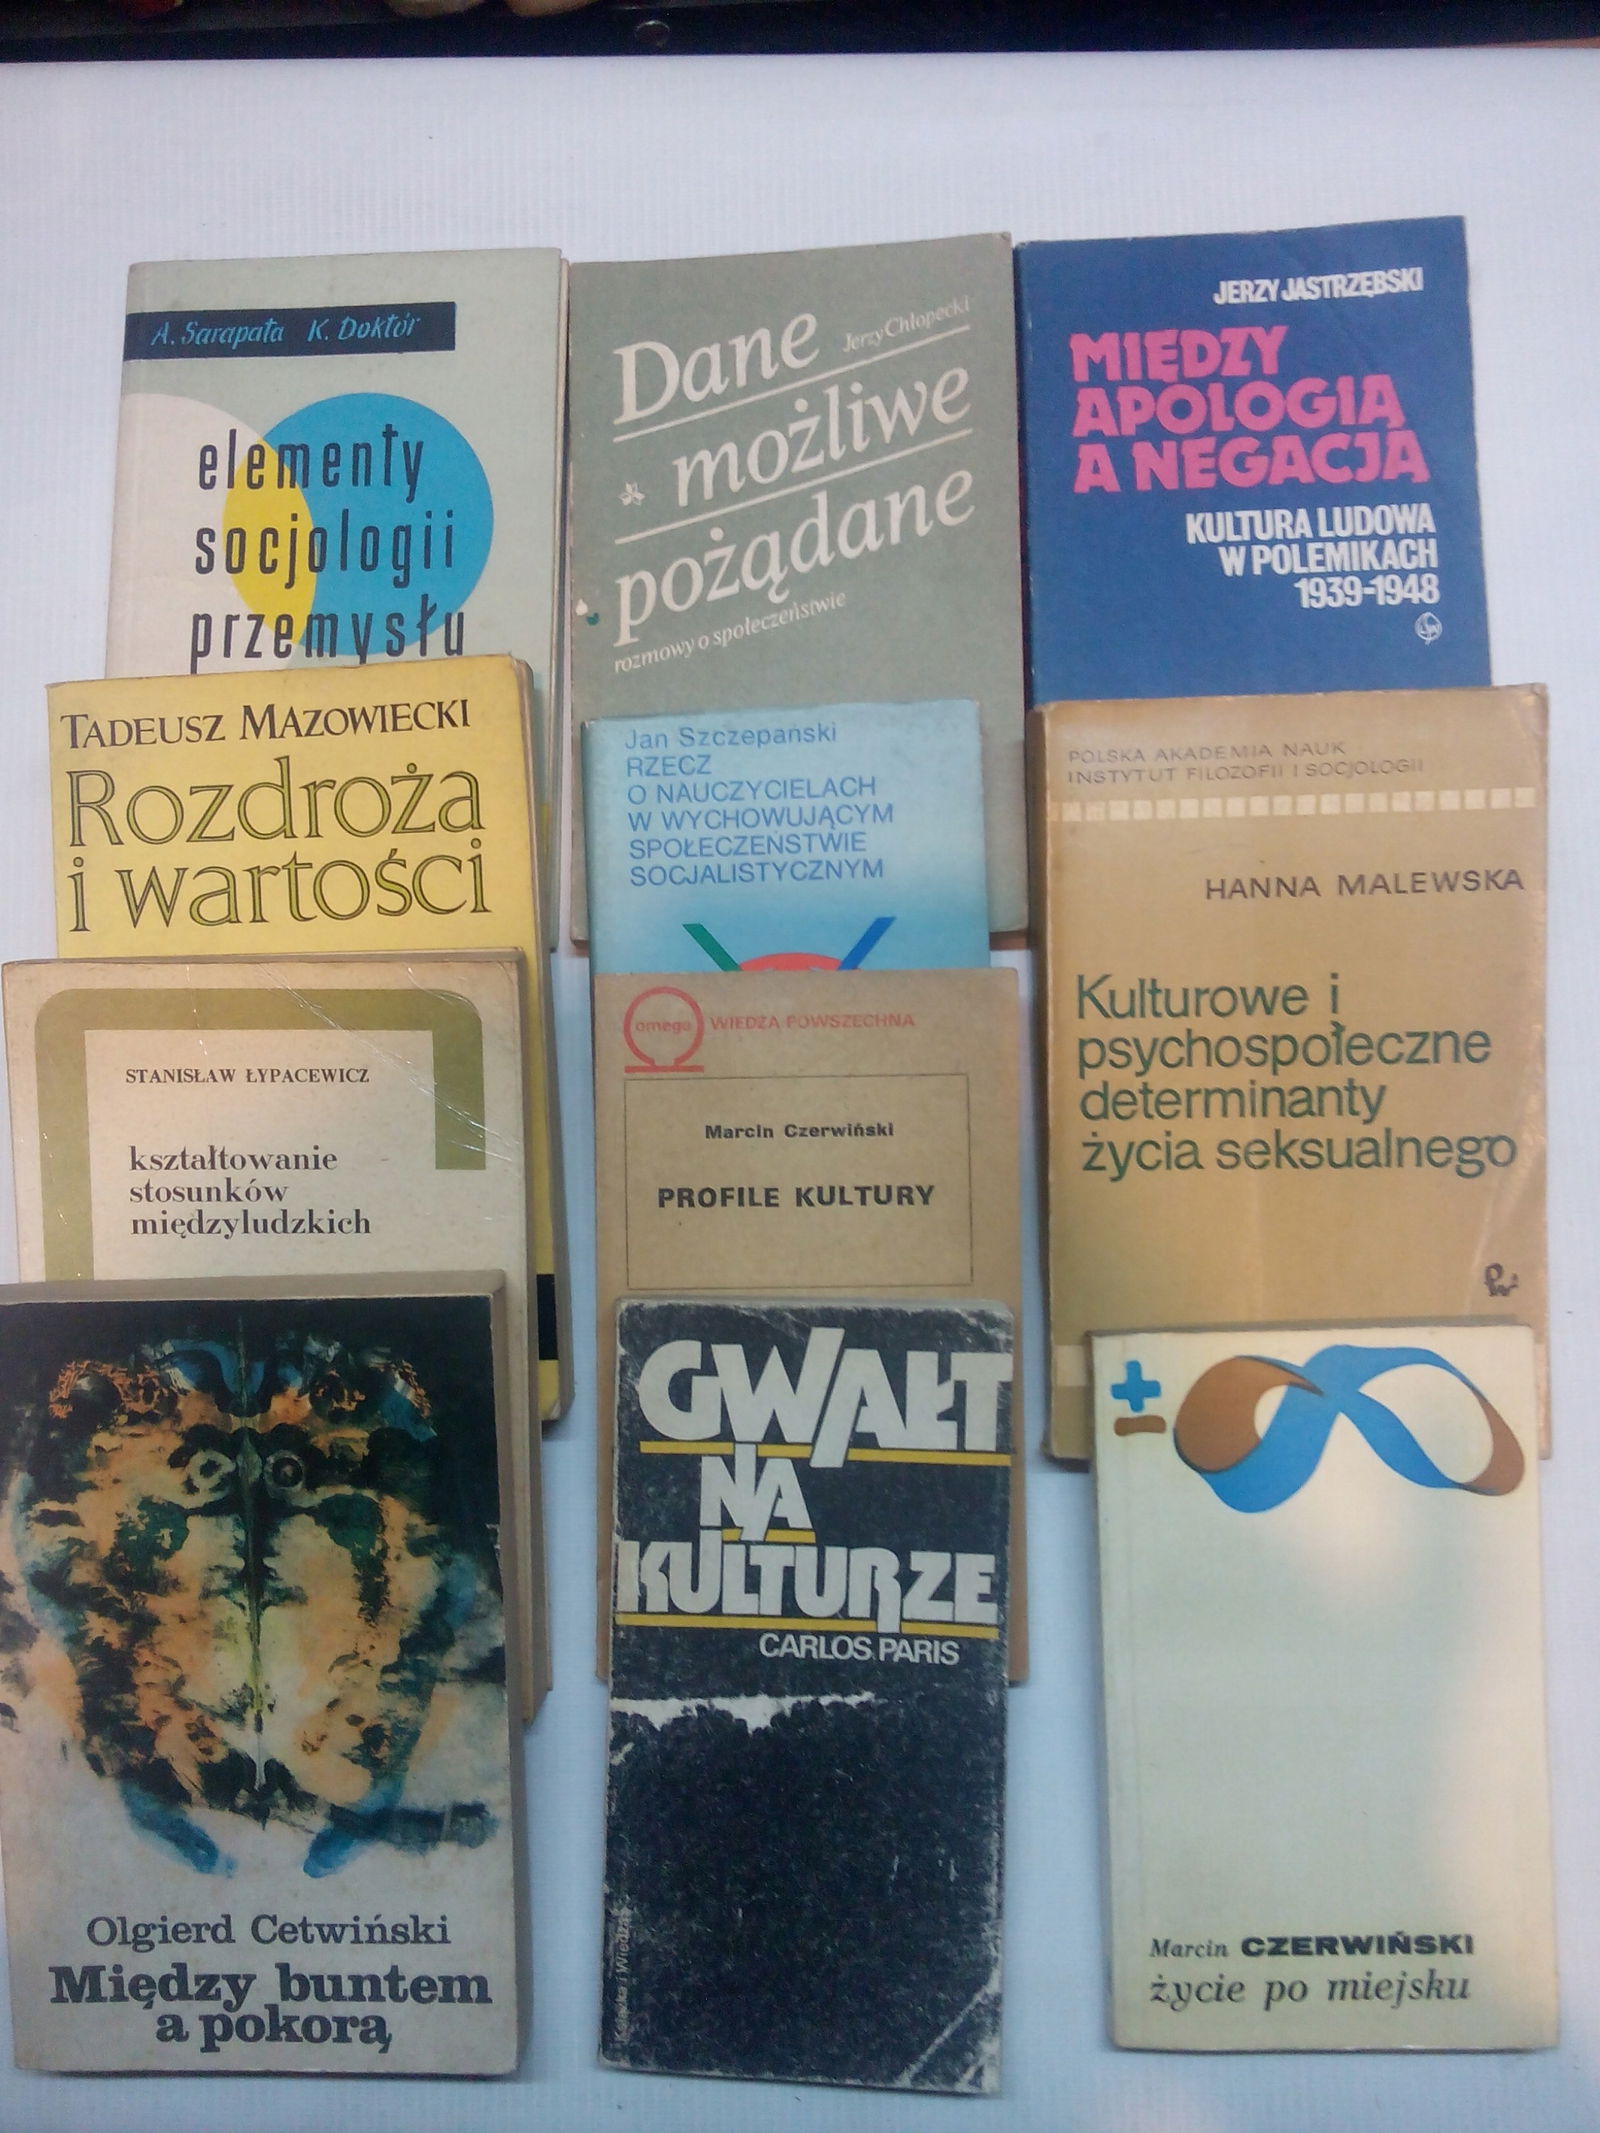 A. Sarapata K. Doktór
elementy
socjologii
przemysłu
Dane
Jerzy Chłopecki
możliwe
pożądane
rozmowy o społeczeństwie
JERZY JASTRZĘBSKI
MIĘDZY
APOLOGIĄ
A NEGACJĄ
KULTURA LUDOWA
W POLEMIKACH
1939-1948
LSW
TADEUSZ MAZOWIECKI
Rozdroża
i wartości
Jan Szczepański
RZECZ
O NAUCZYCIELACH
W WYCHOWUJĄCYM
SPOŁECZEŃSTWIE
SOCJALISTYCZNYM
POLSKA AKADEMIA NAUK
INSTYTUT FILOZOFII I SOCJOLOGII
HANNA MALEWSKA
Kulturowe i
psychospołeczne
determinanty
życia seksualnego
STANISŁAW ŁYPACEWICZ
kształtowanie
stosunków
międzyludzkich
omega WIEDZA POWSZECHNA
Marcin Czerwiński
PROFILE KULTURY
Olgierd Cetwiński
Między buntem
a pokorą
GWAŁT
NA
KULTURZE
CARLOS PARIS
Książka i Wiedza
Marcin CZERWIŃSKI
życie po miejsku